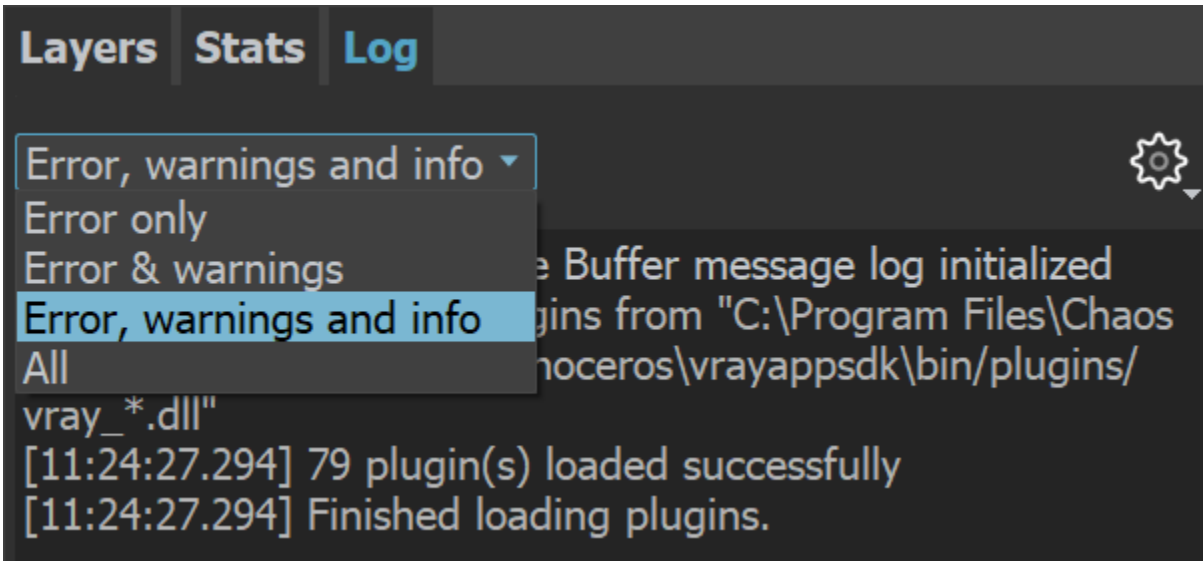 Layers Stats Log
Error, warnings and info
Error only
Error & warnings
Buffer message log initialized
Error, warnings and info
from "C:\Program Files\Chaos
All
\vrayappsdk\bin/plugins/
vray_*.dll"
[11:24:27.294] 79 plugin(s) loaded successfully
[11:24:27.294] Finished loading plugins.